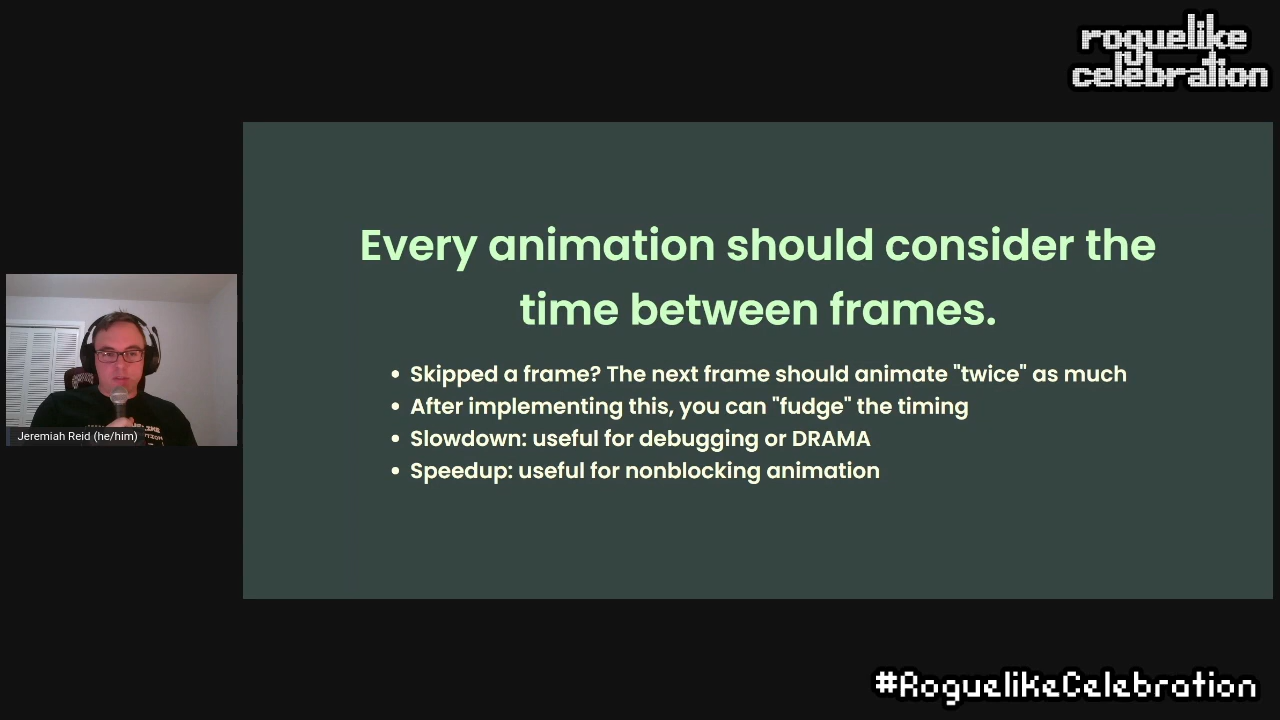 roguelike
celebration
Every animation should consider the
time between frames.
• Skipped a frame? The next frame should animate "twice" as much
• After implementing this, you can "fudge" the timing
• Slowdown: useful for debugging or DRAMA
• Speedup: useful for nonblocking animation
Jeremiah Reid (he/him)
#RoguelikeCelebration